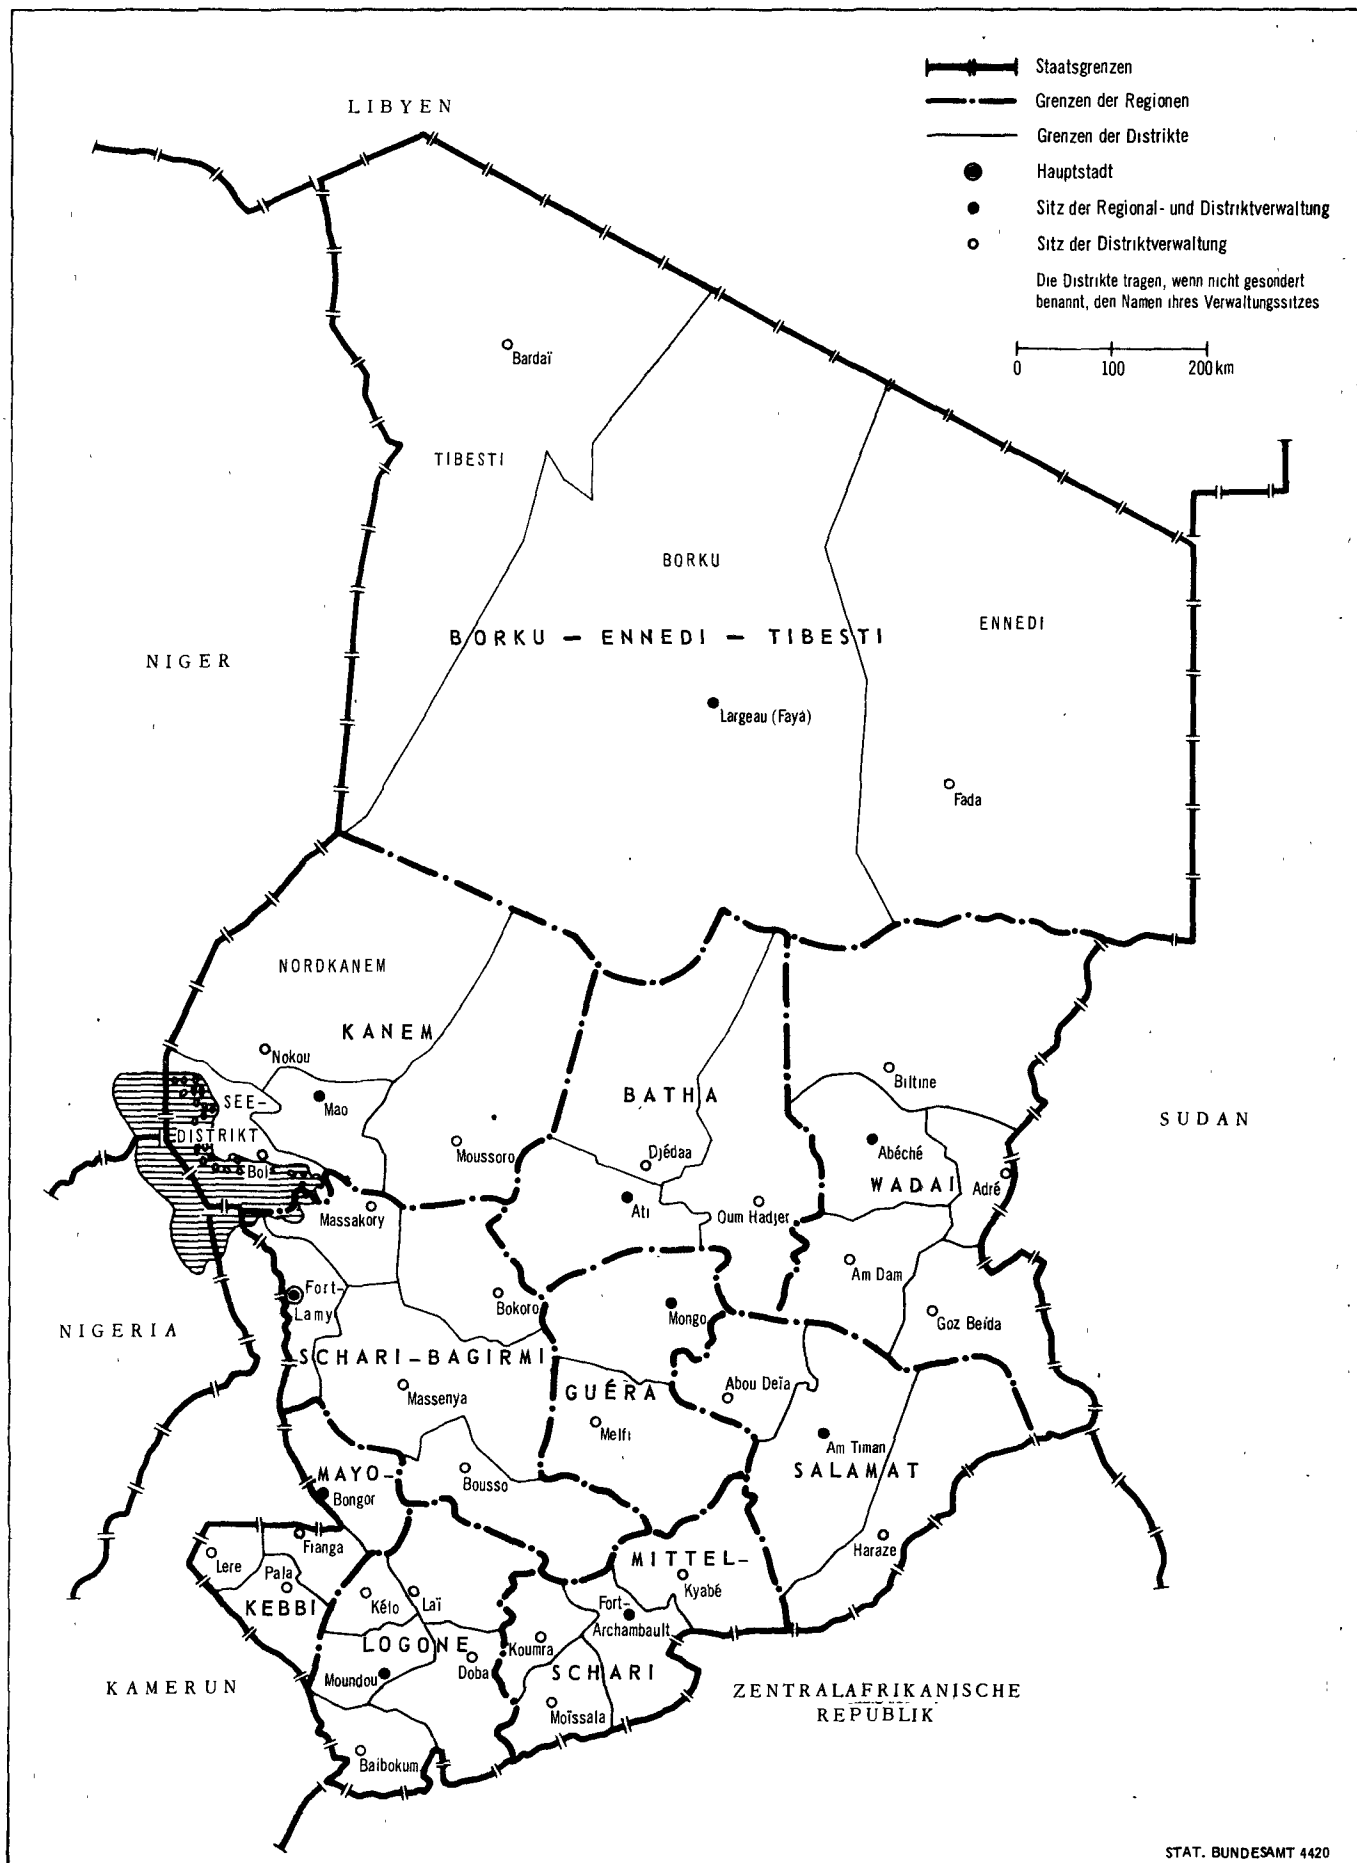 Staatsgrenzen
Grenzen der Regionen
Grenzen der Distrikte
Hauptstadt
Sitz der Regional- und Distriktverwaltung
Sitz der Distriktverwaltung
Die Distrikte tragen, wenn nicht gesondert
benannt, den Namen ihres Verwaltungssitzes
0 100 200 km
LIBYEN
Bardaï
TIBESTI
BORKU
ENNEDI
BORKU – ENNEDI – TIBESTI
NIGER
Largeau (Faya)
Fada
NORDKANEM
KANEM
Nokou
SEE-
DISTRIKT
Mao
Bol
Moussoro
BATHA
Djédaa
Ati
Oum Hadjer
Biltine
Abéché
WADAI
Adré
SUDAN
Massakory
Am Dam
Goz Beïda
Fort-
Lamy
Bokoro
Mongo
NIGERIA
SCHARI-BAGIRMI
Massenya
GUÉRA
Melfi
Abou Deïa
Am Timan
SALAMAT
Haraze
MAYO-
Bongor
Bousso
Fianga
Lere
Pala
KEBBI
Kélo
Laï
MITTEL-
Kyabé
Fort-
Archambault
LOGONE
Koumra
Doba
SCHARI
Moundou
Moïssala
Baibokum
KAMERUN
ZENTRALAFRIKANISCHE
REPUBLIK
STAT. BUNDESAMT 4420